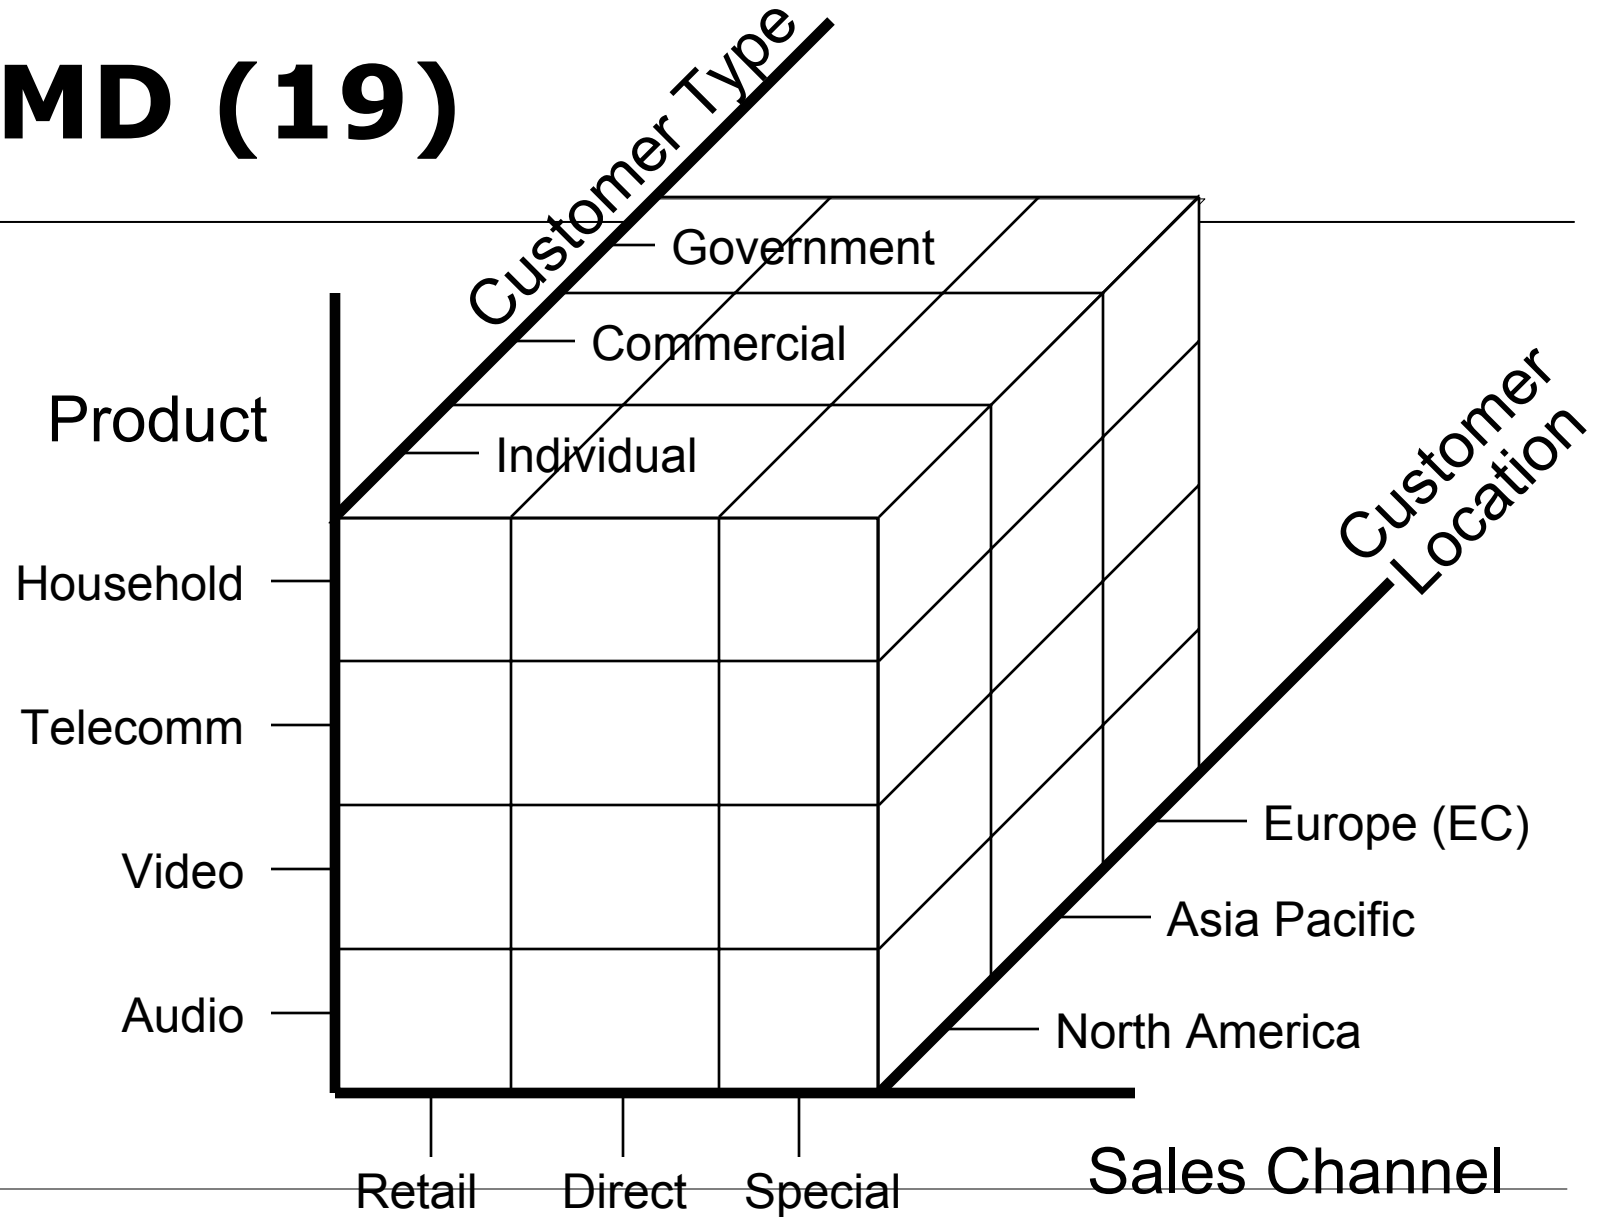 MD (19)
Customer Type
Government
Commercial
Individual
Product
Household
Telecomm
Video
Audio
Customer
Location
Europe (EC)
Asia Pacific
North America
Retail
Direct
Special
Sales Channel